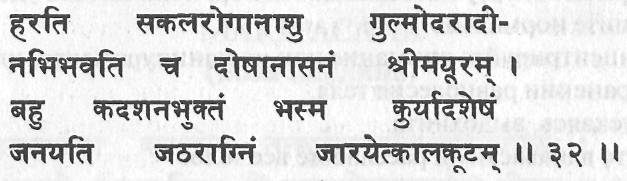 हरति सकलरोगानाशु गुल्मोदरादी-
नभिभवति च दोषानासनं श्रीमयूरम् ।
बहु कदशनभुक्तं भस्म कुर्यादशेषं
जनयति जठराग्निं जारयेत्कालकूटम् ।। ३२ ।।